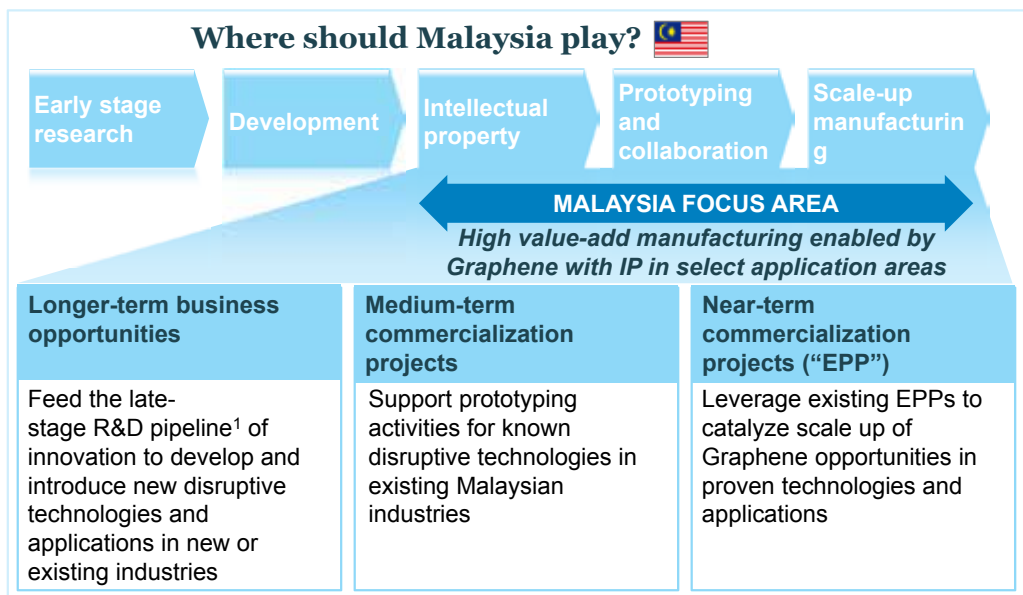 Where should Malaysia play?
Early stage
research
Development
Intellectual
property
Prototyping
and
collaboration
Scale-up
manufacturin
g
MALAYSIA FOCUS AREA
High value-add manufacturing enabled by
Graphene with IP in select application areas
Longer-term business
opportunities
Feed the late-
stage R&D pipeline¹ of
innovation to develop and
introduce new disruptive
technologies and
applications in new or
existing industries
Medium-term
commercialization
projects
Support prototyping
activities for known
disruptive technologies in
existing Malaysian
industries
Near-term
commercialization
projects (“EPP”)
Leverage existing EPPs to
catalyze scale up of
Graphene opportunities in
proven technologies and
applications